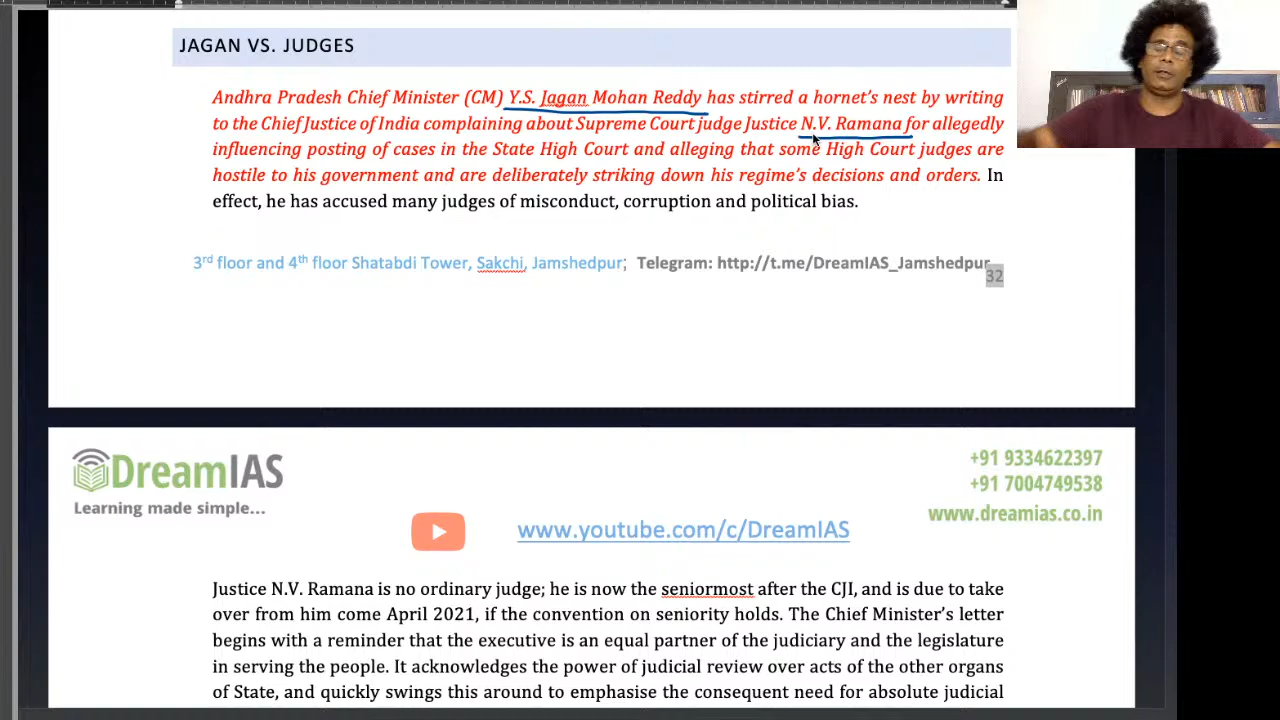 JAGAN VS. JUDGES
Andhra Pradesh Chief Minister (CM) Y.S. Jagan Mohan Reddy has stirred a hornet's nest by writing
to the Chief Justice of India complaining about Supreme Court judge Justice N.V. Ramana for allegedly
influencing posting of cases in the State High Court and alleging that some High Court judges are
hostile to his government and are deliberately striking down his regime's decisions and orders. In
effect, he has accused many judges of misconduct, corruption and political bias.
3rd floor and 4th floor Shatabdi Tower, Sakchi, Jamshedpur; Telegram: http://t.me/DreamIAS_Jamshedpur
32
DreamIAS
Learning made simple...
+91 9334622397
+91 7004749538
www.dreamias.co.in
www.youtube.com/c/DreamIAS
Justice N.V. Ramana is no ordinary judge; he is now the seniormost after the CJI, and is due to take
over from him come April 2021, if the convention on seniority holds. The Chief Minister's letter
begins with a reminder that the executive is an equal partner of the judiciary and the legislature
in serving the people. It acknowledges the power of judicial review over acts of the other organs
of State, and quickly swings this around to emphasise the consequent need for absolute judicial